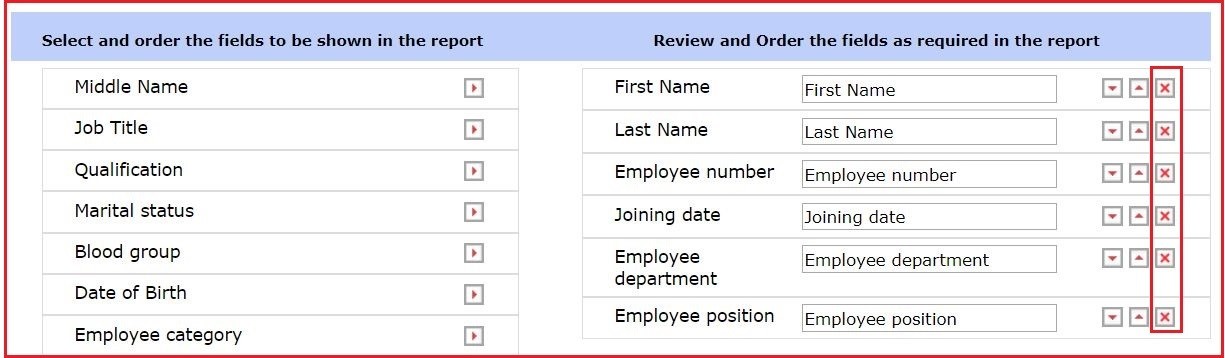 Select and order the fields to be shown in the report
Middle Name
Job Title
Qualification
Marital status
Blood group
Date of Birth
Employee category
Review and Order the fields as required in the report
First Name First Name
Last Name Last Name
Employee number Employee number
Joining date Joining date
Employee Employee department
department
Employee position Employee position